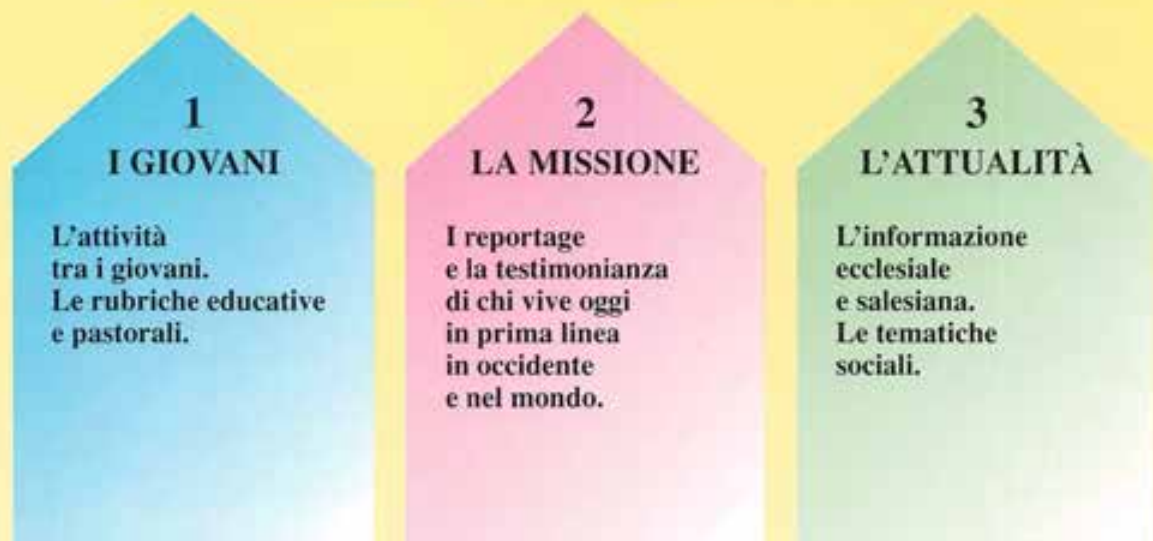 1
I GIOVANI
L'attività
tra i giovani.
Le rubriche educative
e pastorali.
2
LA MISSIONE
I reportage
e la testimonianza
di chi vive oggi
in prima linea
in occidente
e nel mondo.
3
L'ATTUALITÀ
L'informazione
ecclesiale
e salesiana.
Le tematiche
sociali.